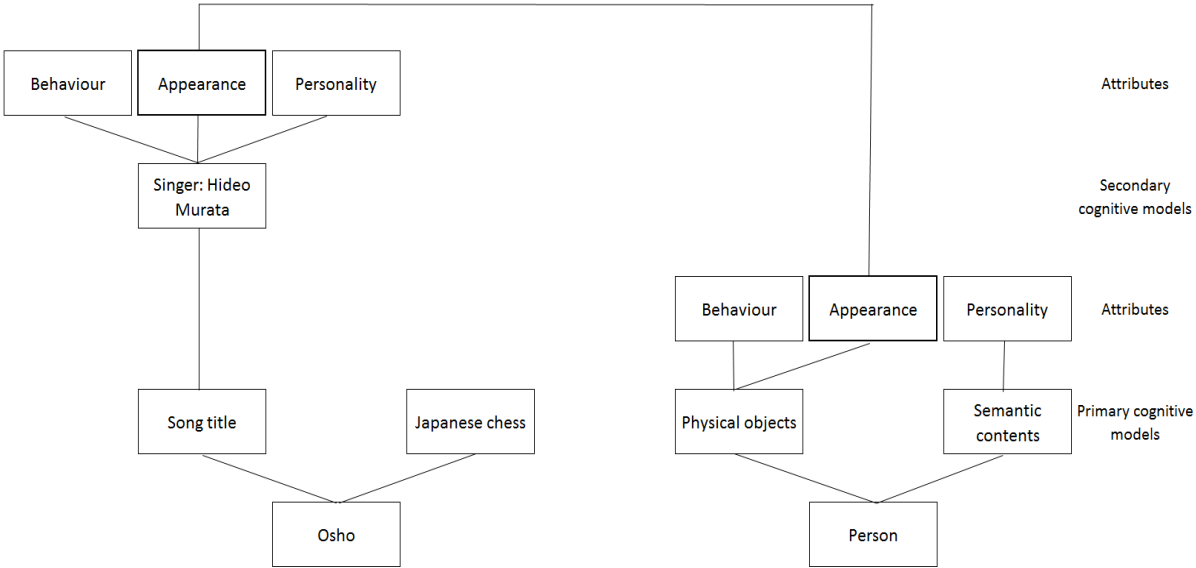 Behaviour
Appearance
Personality
Attributes
Singer: Hideo
Murata
Secondary
cognitive models
Behaviour
Appearance
Personality
Attributes
Song title
Japanese chess
Physical objects
Semantic
contents
Primary cognitive
models
Osho
Person